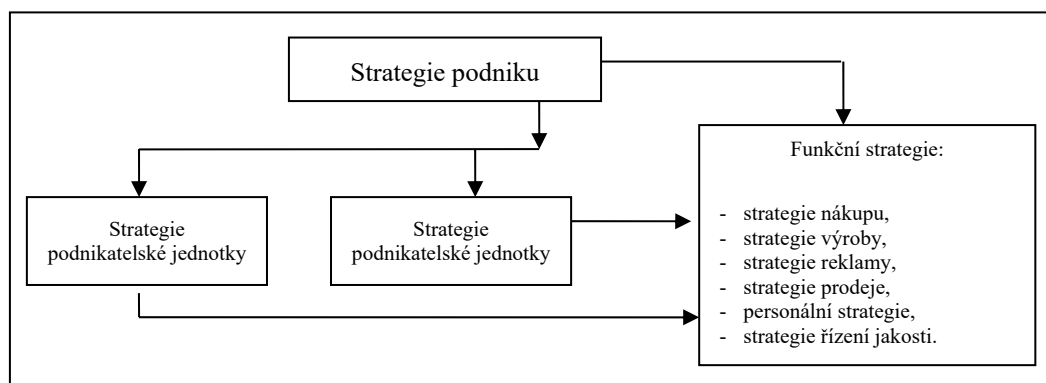 Strategie podniku
Funkční strategie:
Strategie
podnikatelské jednotky
Strategie
podnikatelské jednotky
- strategie nákupu,
- strategie výroby,
- strategie reklamy,
- strategie prodeje,
- personální strategie,
- strategie řízení jakosti.